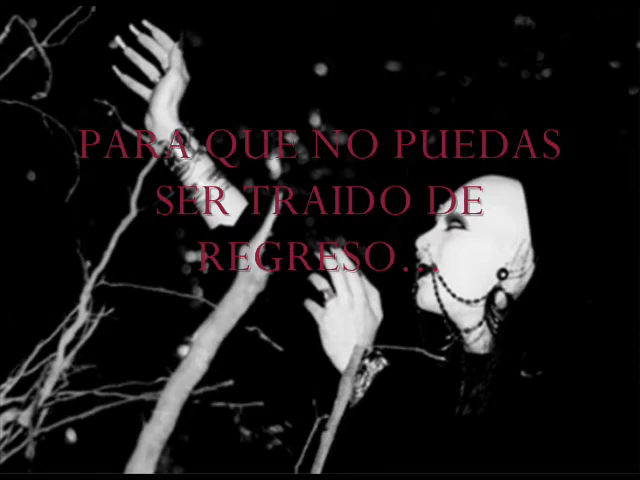 PARA QUE NO PUEDAS
SER TRAIDO DE
REGRESO...